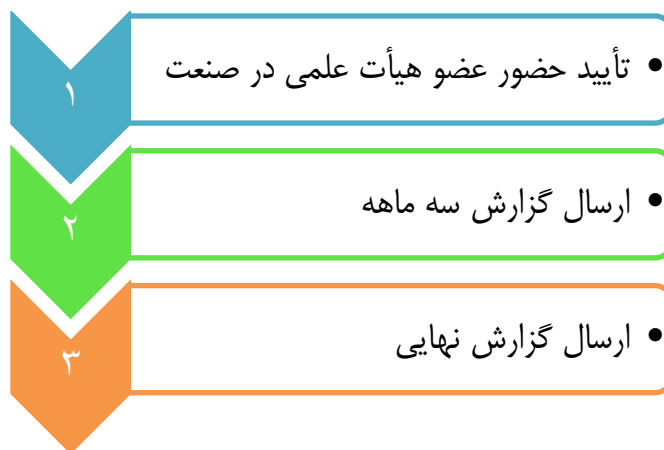 ۱
• تأیید حضور عضو هیأت علمی در صنعت
۲
• ارسال گزارش سه ماهه
۳
• ارسال گزارش نهایی